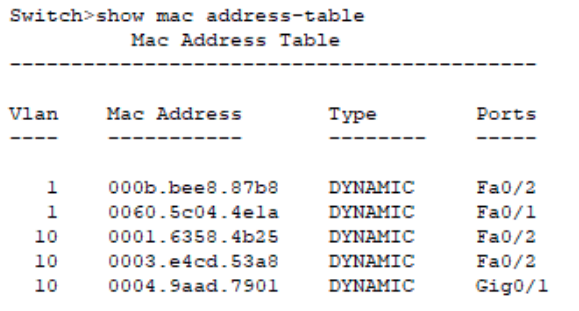 Switch>show mac address-table
Mac Address Table
-------------------------------------------
Vlan Mac Address Type Ports
---- ----------- -------- -----
1 000b.bee8.87b8 DYNAMIC Fa0/2
1 0060.5c04.4e1a DYNAMIC Fa0/1
10 0001.6358.4b25 DYNAMIC Fa0/2
10 0003.e4cd.53a8 DYNAMIC Fa0/2
10 0004.9aad.7901 DYNAMIC Gig0/1